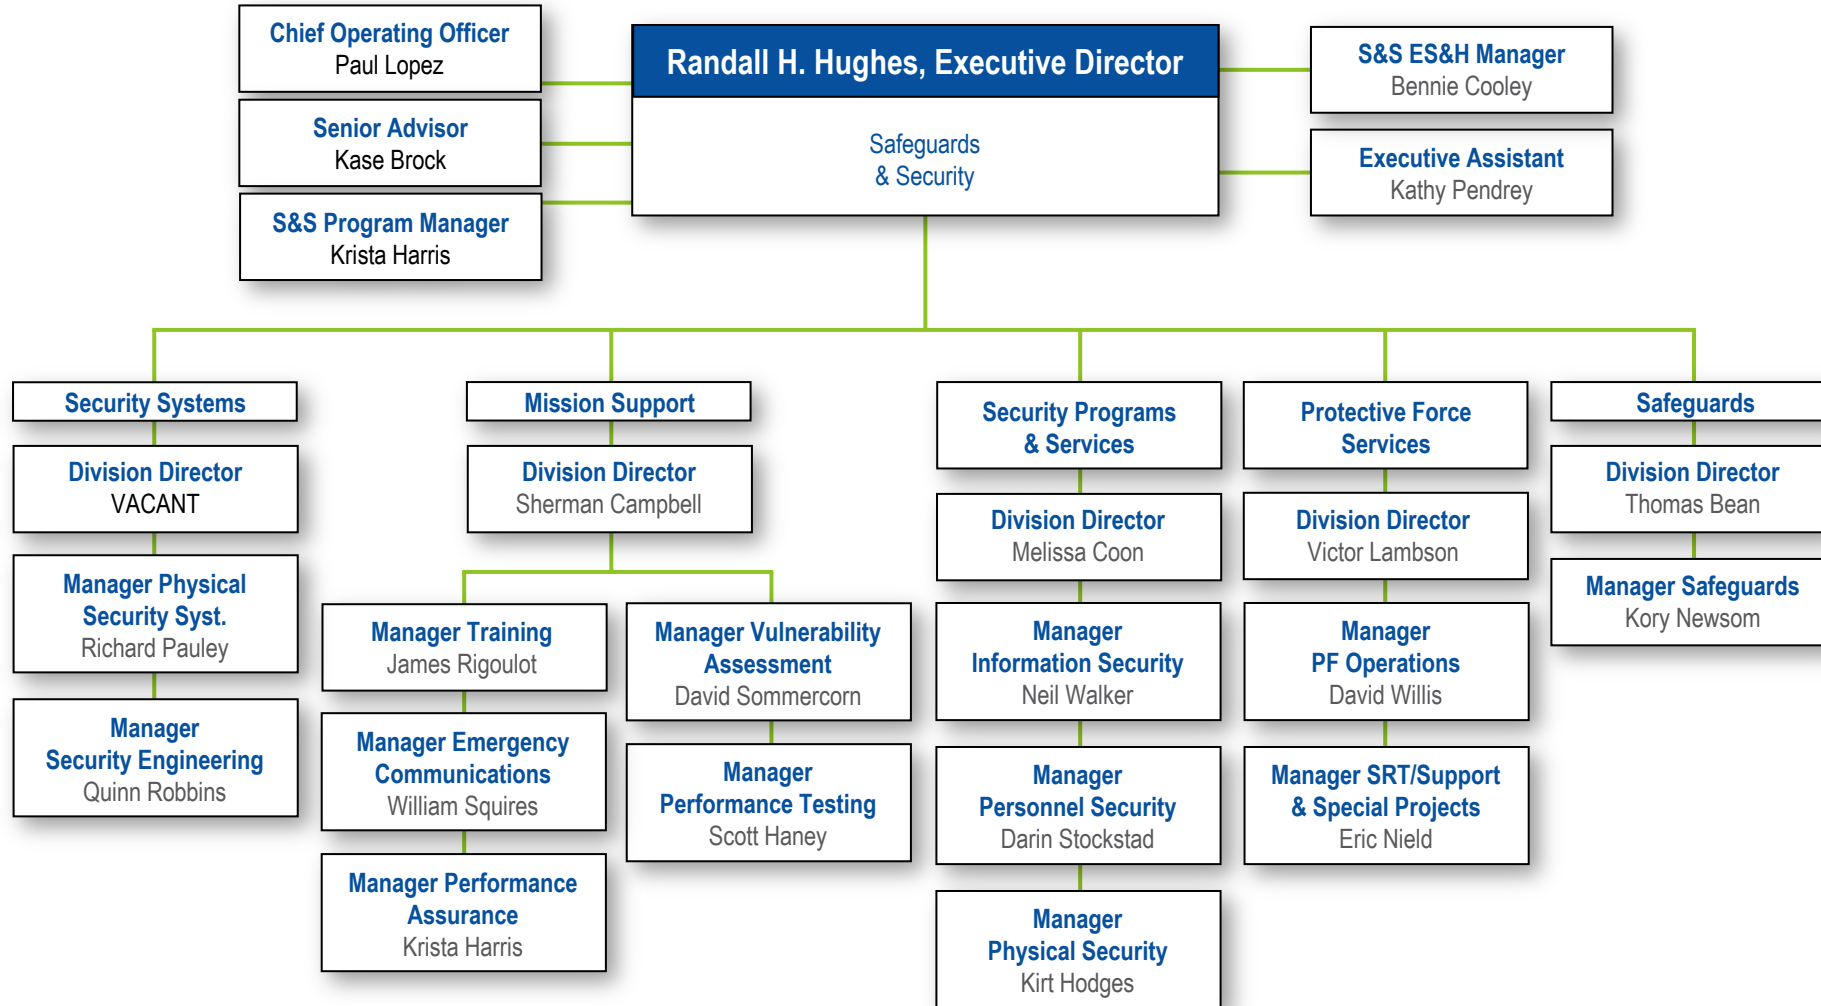 Chief Operating Officer
Paul Lopez
Senior Advisor
Kase Brock
S&S Program Manager
Krista Harris
Randall H. Hughes, Executive Director
Safeguards
& Security
S&S ES&H Manager
Bennie Cooley
Executive Assistant
Kathy Pendrey
Security Systems
Division Director
VACANT
Manager Physical
Security Syst.
Richard Pauley
Manager
Security Engineering
Quinn Robbins
Mission Support
Division Director
Sherman Campbell
Manager Training
James Rigoulot
Manager Emergency
Communications
William Squires
Manager Performance
Assurance
Krista Harris
Manager Vulnerability
Assessment
David Sommercorn
Manager
Performance Testing
Scott Haney
Security Programs
& Services
Division Director
Melissa Coon
Manager
Information Security
Neil Walker
Manager
Personnel Security
Darin Stockstad
Manager
Physical Security
Kirt Hodges
Protective Force
Services
Division Director
Victor Lambson
Manager
PF Operations
David Willis
Manager SRT/Support
& Special Projects
Eric Nield
Safeguards
Division Director
Thomas Bean
Manager Safeguards
Kory Newsom